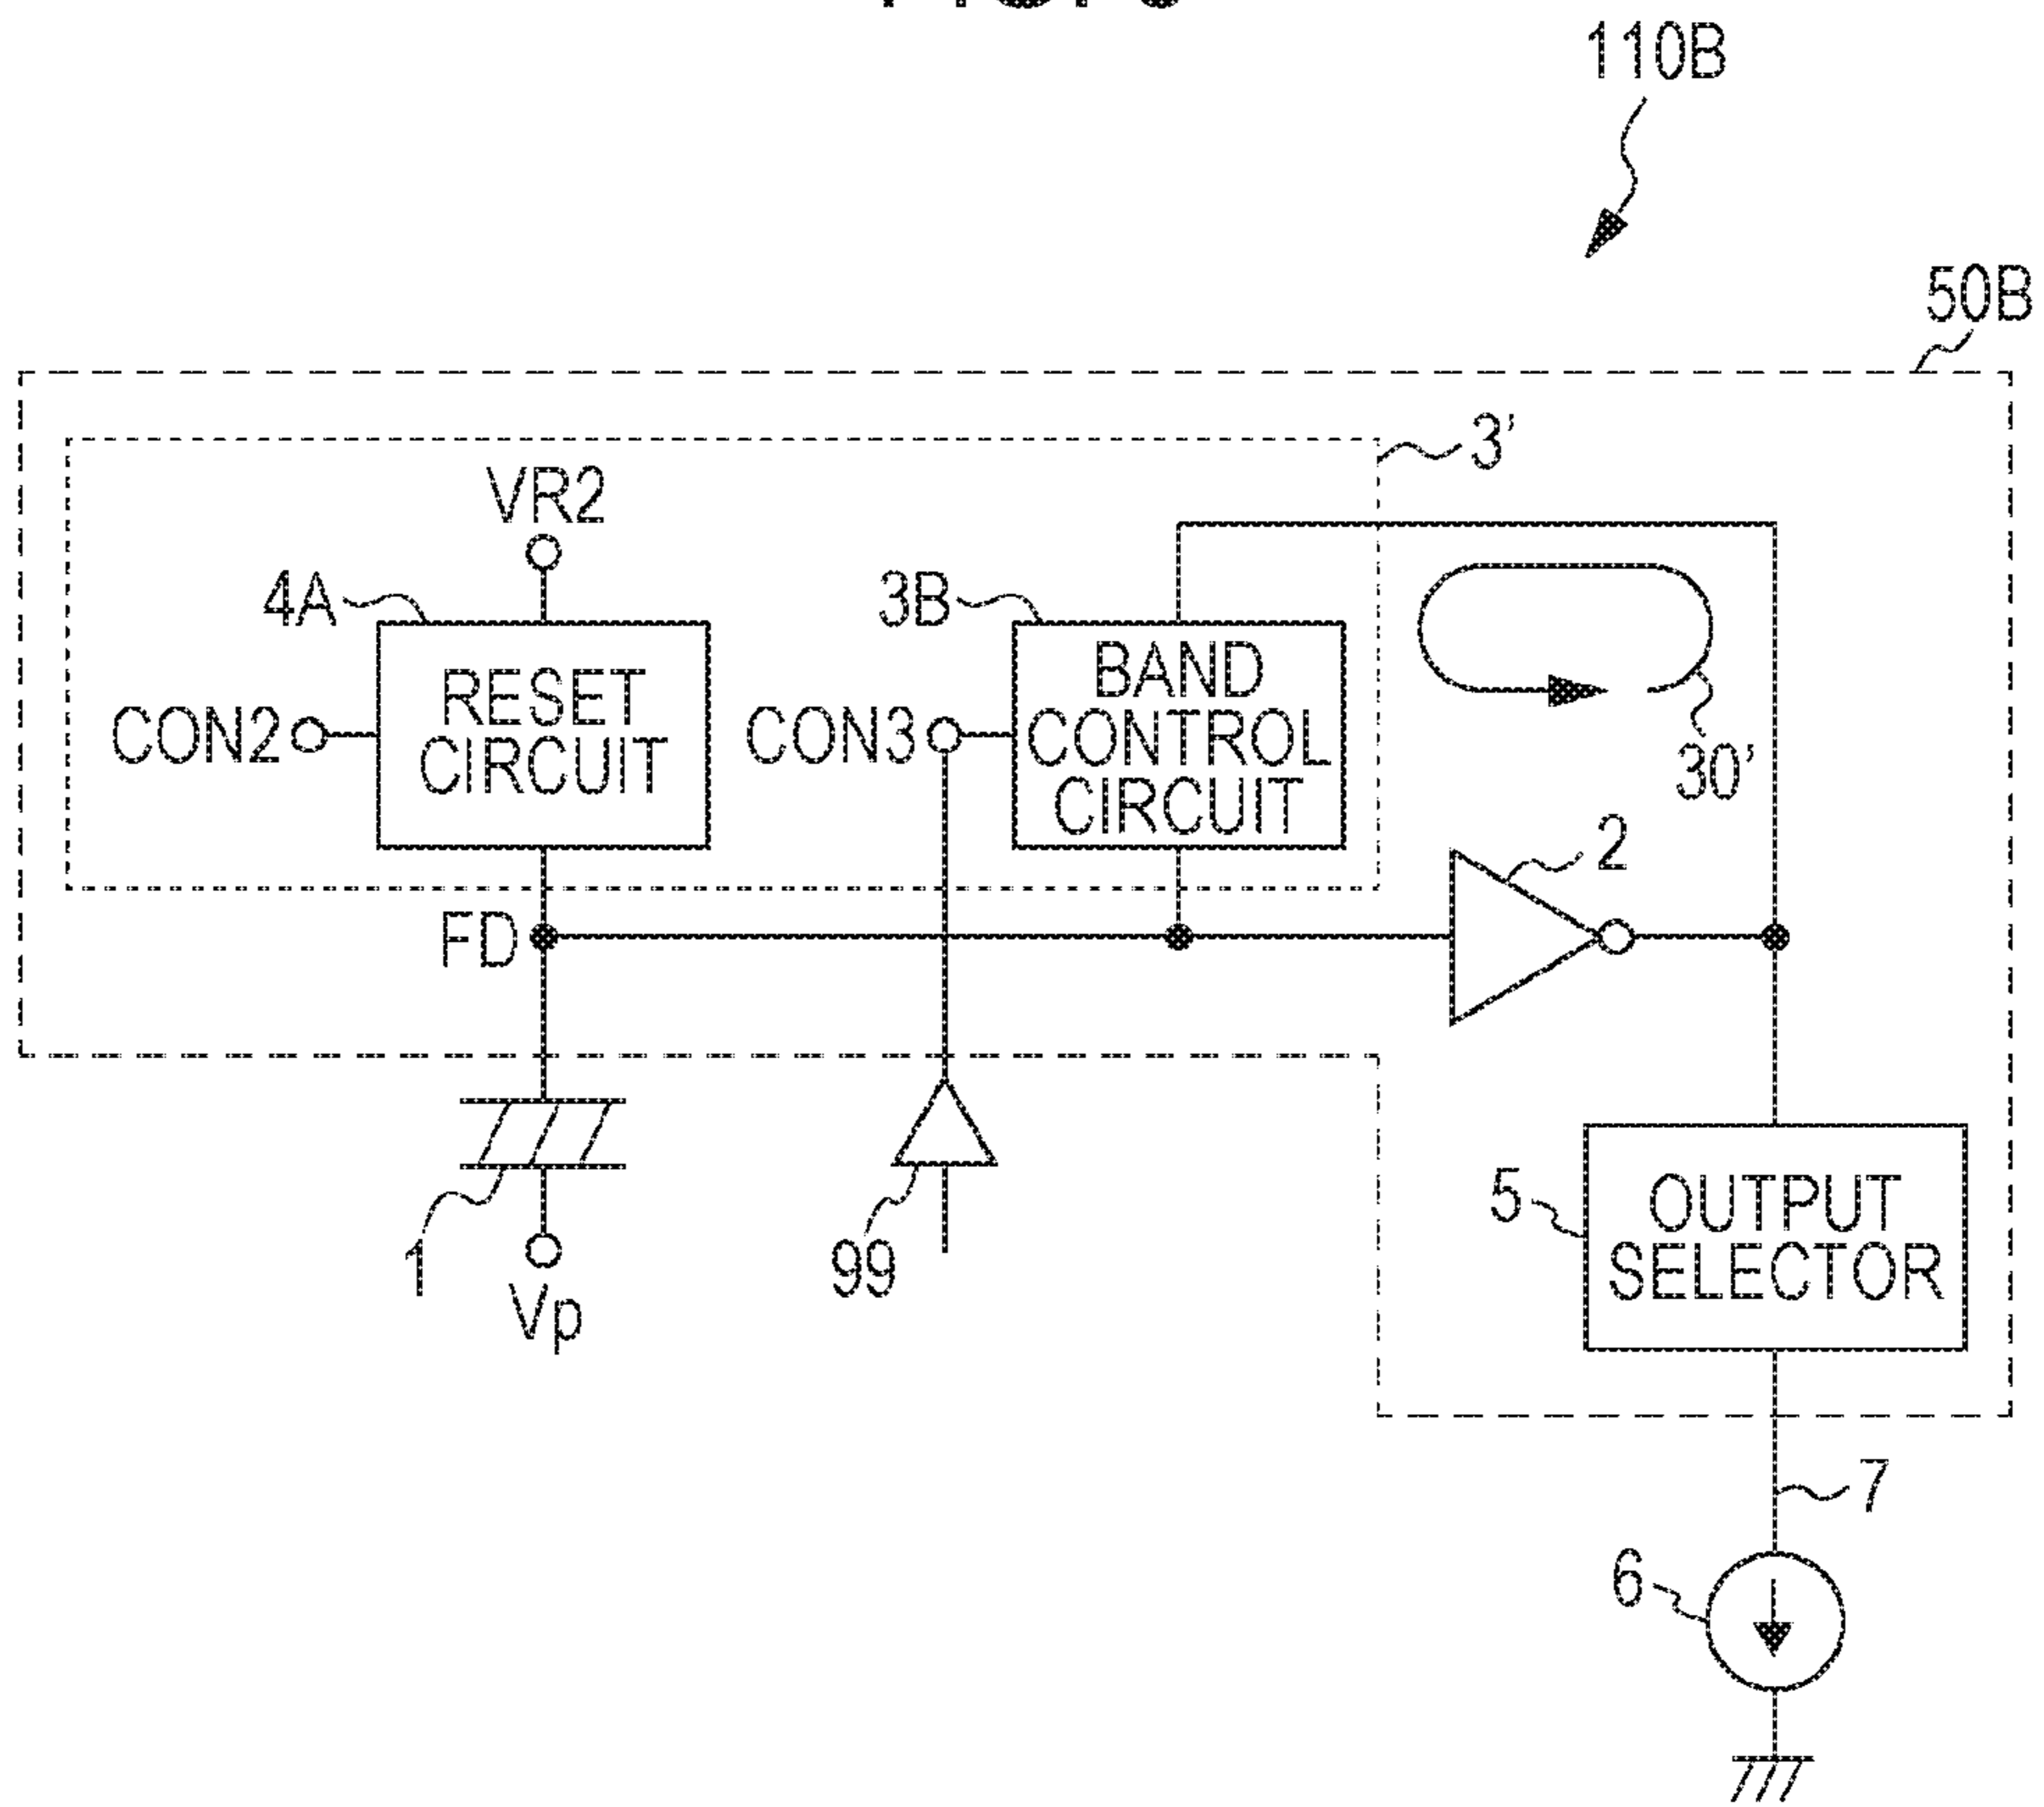 110B
50B
3'
VR2
4A
3B
RESET
CIRCUIT
BAND
CONTROL
CIRCUIT
CON2
CON3
30'
2
FD
1
Vp
99
5
OUTPUT
SELECTOR
7
6